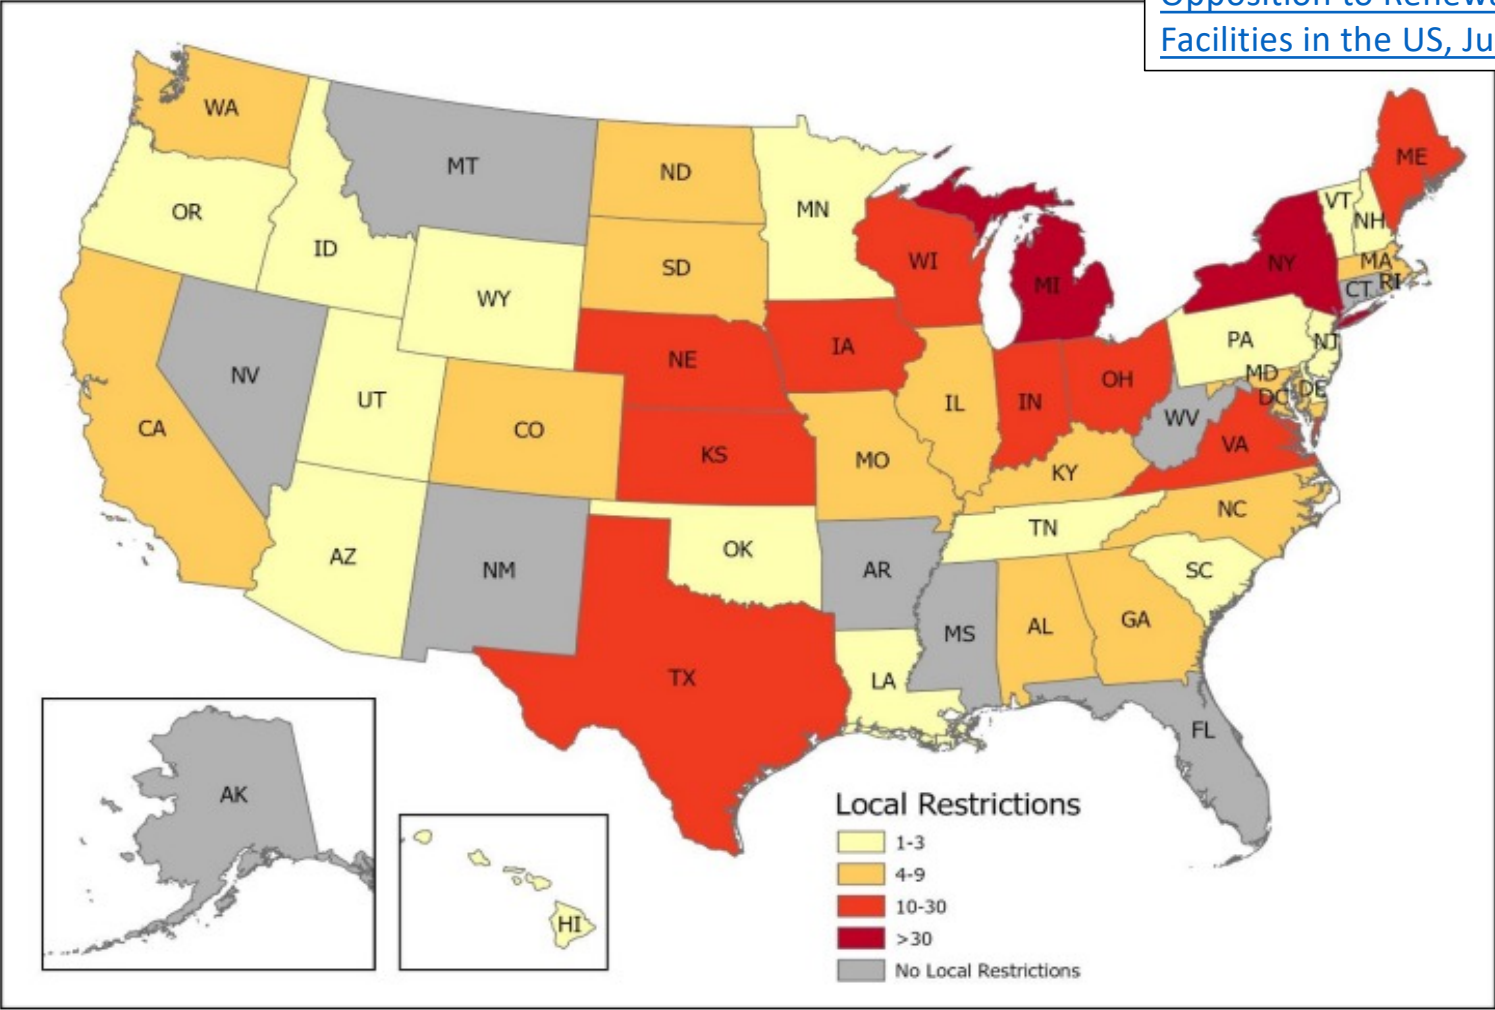 Opposition to Renewa
Facilities in the US, Ju
WA
MT
ND
MN
ME
OR
ID
SD
WI
VT
NH
WY
MI
NY
MA
CT
RI
NE
IA
PA
NJ
NV
UT
IL
IN
OH
MD
DE
DC
CA
CO
KS
MO
WV
VA
KY
NC
AZ
NM
OK
TN
AR
SC
MS
AL
GA
TX
LA
FL
AK
HI
Local Restrictions
1-3
4-9
10-30
>30
No Local Restrictions